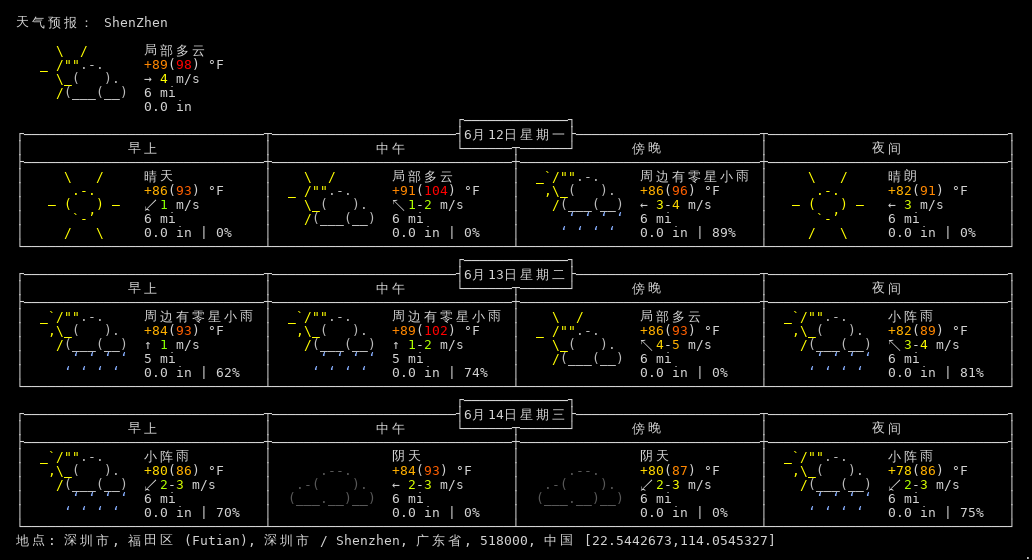 天气预报: ShenZhen
局部多云
+89(98) °F
→ 4 m/s
6 mi
0.0 in
6月12日星期一
早上 中午 傍晚 夜间
晴天 局部多云 周边有零星小雨 晴朗
+86(93) °F +91(104) °F +86(96) °F +82(91) °F
↙ 1 m/s ↖ 1-2 m/s ← 3-4 m/s ← 3 m/s
6 mi 6 mi 6 mi 6 mi
0.0 in | 0% 0.0 in | 0% 0.0 in | 89% 0.0 in | 0%
6月13日星期二
早上 中午 傍晚 夜间
周边有零星小雨 周边有零星小雨 局部多云 小阵雨
+84(93) °F +89(102) °F +86(93) °F +82(89) °F
↑ 1 m/s ↑ 1-2 m/s ↖ 4-5 m/s ↖ 3-4 m/s
5 mi 5 mi 6 mi 6 mi
0.0 in | 62% 0.0 in | 74% 0.0 in | 0% 0.0 in | 81%
6月14日星期三
早上 中午 傍晚 夜间
小阵雨 阴天 阴天 小阵雨
+80(86) °F +84(93) °F +80(87) °F +78(86) °F
↙ 2-3 m/s ← 2-3 m/s ↙ 2-3 m/s ↙ 2-3 m/s
6 mi 6 mi 6 mi 6 mi
0.0 in | 70% 0.0 in | 0% 0.0 in | 0% 0.0 in | 75%
地点: 深圳市, 福田区 (Futian), 深圳市 / Shenzhen, 广东省, 518000, 中国 [22.5442673,114.0545327]